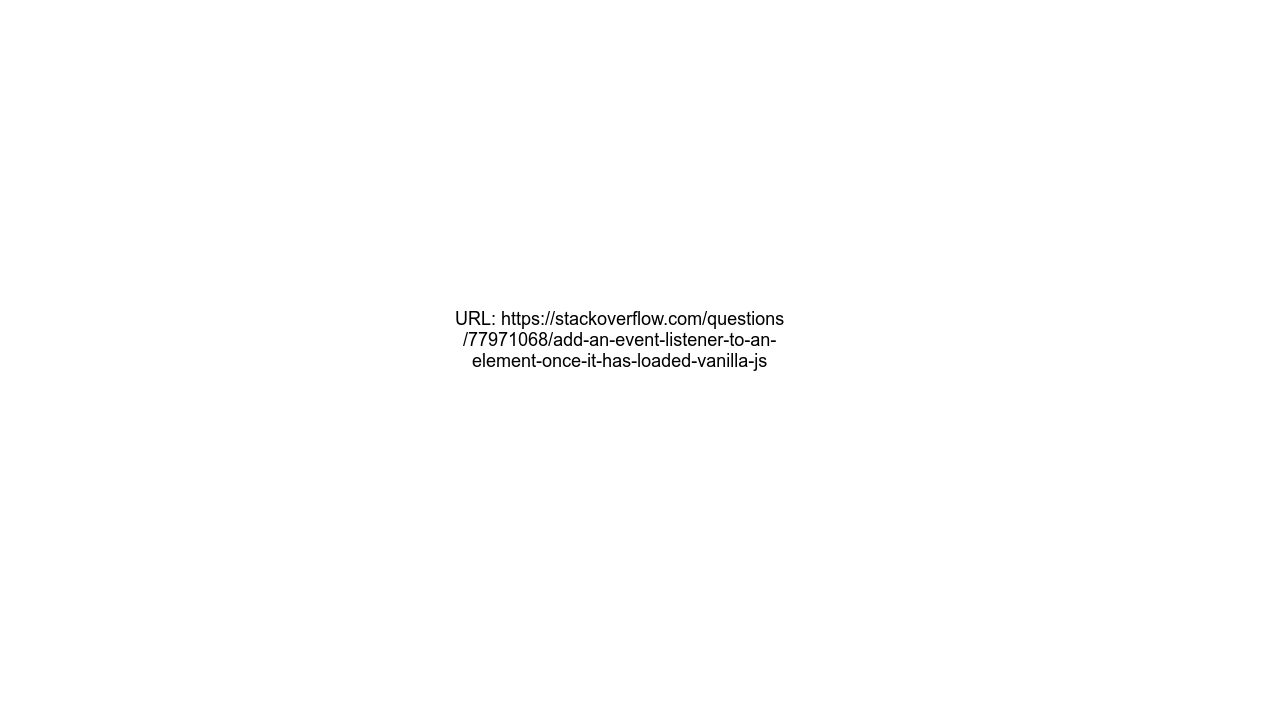 URL: https://stackoverflow.com/questions
/77971068/add-an-event-listener-to-an-
element-once-it-has-loaded-vanilla-js